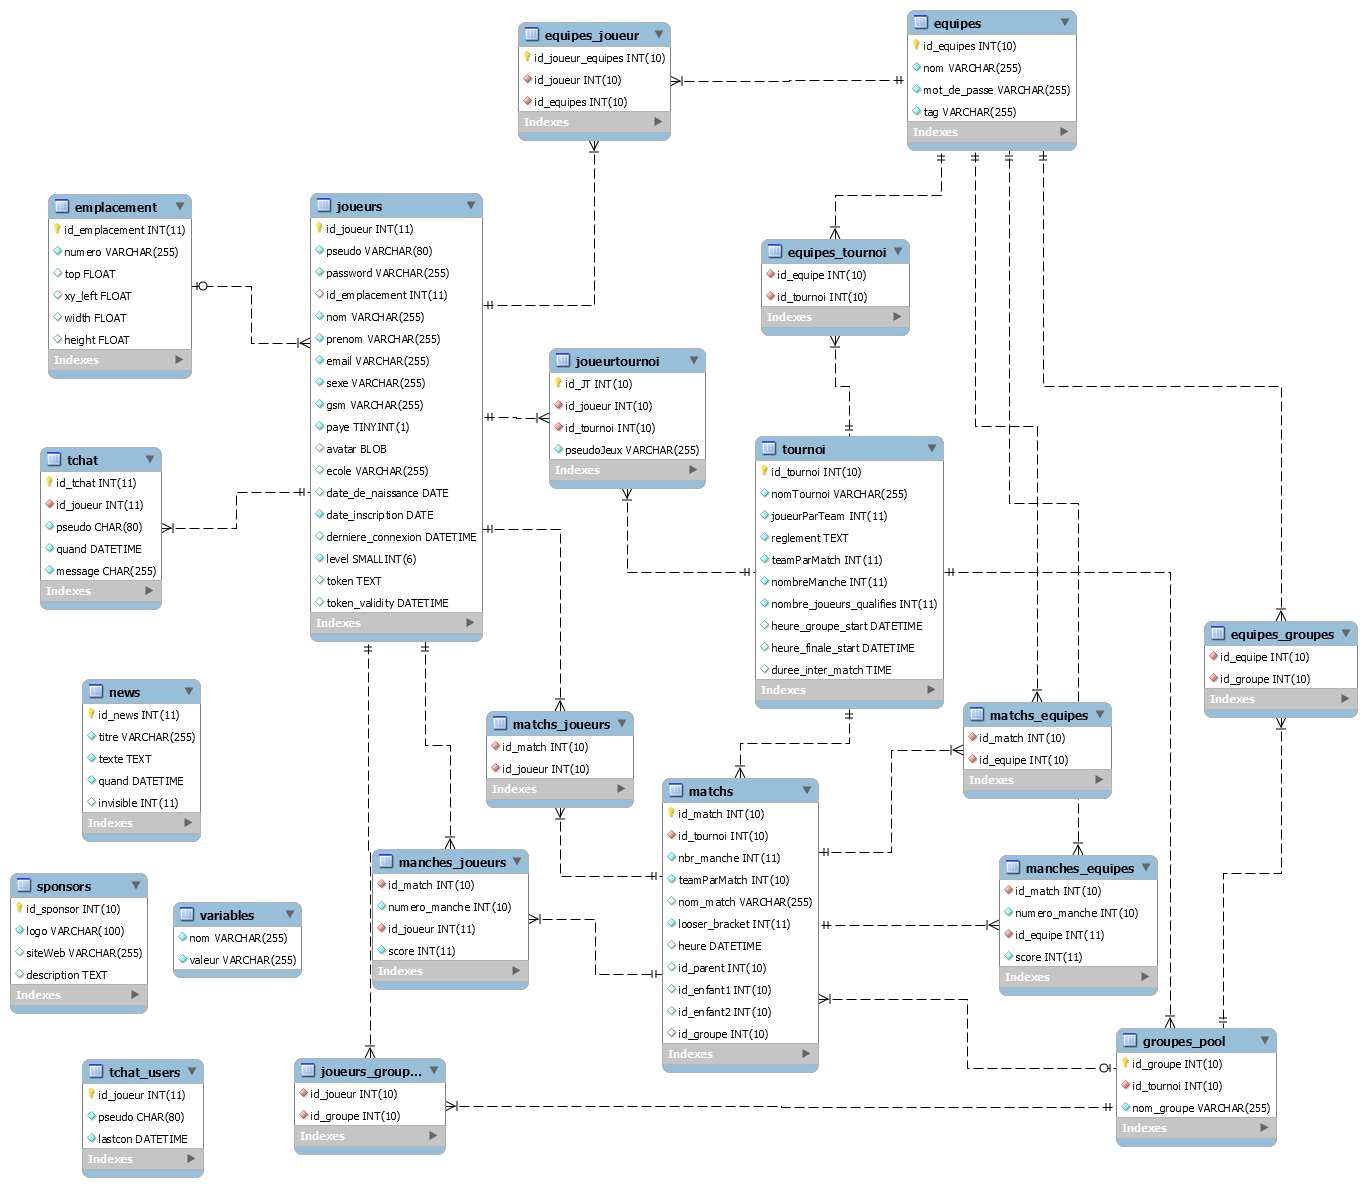 equipes_joueur
id_joueur_equipes INT(10)
id_joueur INT(10)
id_equipes INT(10)
Indexes
equipes
id_equipes INT(10)
nom VARCHAR(255)
mot_de_passe VARCHAR(255)
tag VARCHAR(255)
Indexes
emplacement
id_emplacement INT(11)
numero VARCHAR(255)
top FLOAT
xy_left FLOAT
width FLOAT
height FLOAT
Indexes
joueurs
id_joueur INT(11)
pseudo VARCHAR(80)
password VARCHAR(255)
id_emplacement INT(11)
nom VARCHAR(255)
prenom VARCHAR(255)
email VARCHAR(255)
sexe VARCHAR(255)
gsm VARCHAR(255)
paye TINYINT(1)
avatar BLOB
ecole VARCHAR(255)
date_de_naissance DATE
date_inscription DATE
derniere_connexion DATETIME
level SMALLINT(6)
token TEXT
token_validity DATETIME
Indexes
equipes_tournoi
id_equipe INT(10)
id_tournoi INT(10)
Indexes
joueurtournoi
id_JT INT(10)
id_joueur INT(10)
id_tournoi INT(10)
pseudoJeux VARCHAR(255)
Indexes
tchat
id_tchat INT(11)
id_joueur INT(11)
pseudo CHAR(80)
quand DATETIME
message CHAR(255)
Indexes
tournoi
id_tournoi INT(10)
nomTournoi VARCHAR(255)
joueurParTeam INT(11)
reglement TEXT
teamParMatch INT(11)
nombreManche INT(11)
nombre_joueurs_qualifies INT(11)
heure_groupe_start DATETIME
heure_finale_start DATETIME
duree_inter_match TIME
Indexes
equipes_groupes
id_equipe INT(10)
id_groupe INT(10)
Indexes
news
id_news INT(11)
titre VARCHAR(255)
texte TEXT
quand DATETIME
invisible INT(11)
Indexes
matchs_joueurs
id_match INT(10)
id_joueur INT(10)
Indexes
matchs_equipes
id_match INT(10)
id_equipe INT(10)
Indexes
matchs
id_match INT(10)
id_tournoi INT(10)
nbr_manche INT(11)
teamParMatch INT(10)
nom_match VARCHAR(255)
looser_bracket INT(11)
heure DATETIME
id_parent INT(10)
id_enfant1 INT(10)
id_enfant2 INT(10)
id_groupe INT(10)
Indexes
manches_joueurs
id_match INT(10)
numero_manche INT(10)
id_joueur INT(11)
score INT(11)
Indexes
manches_equipes
id_match INT(10)
numero_manche INT(10)
id_equipe INT(11)
score INT(11)
Indexes
sponsors
id_sponsor INT(10)
logo VARCHAR(100)
siteWeb VARCHAR(255)
description TEXT
Indexes
variables
nom VARCHAR(255)
valeur VARCHAR(255)
groupes_pool
id_groupe INT(10)
id_tournoi INT(10)
nom_groupe VARCHAR(255)
Indexes
tchat_users
id_joueur INT(11)
pseudo CHAR(80)
lastcon DATETIME
Indexes
joueurs_group...
id_joueur INT(10)
id_groupe INT(10)
Indexes